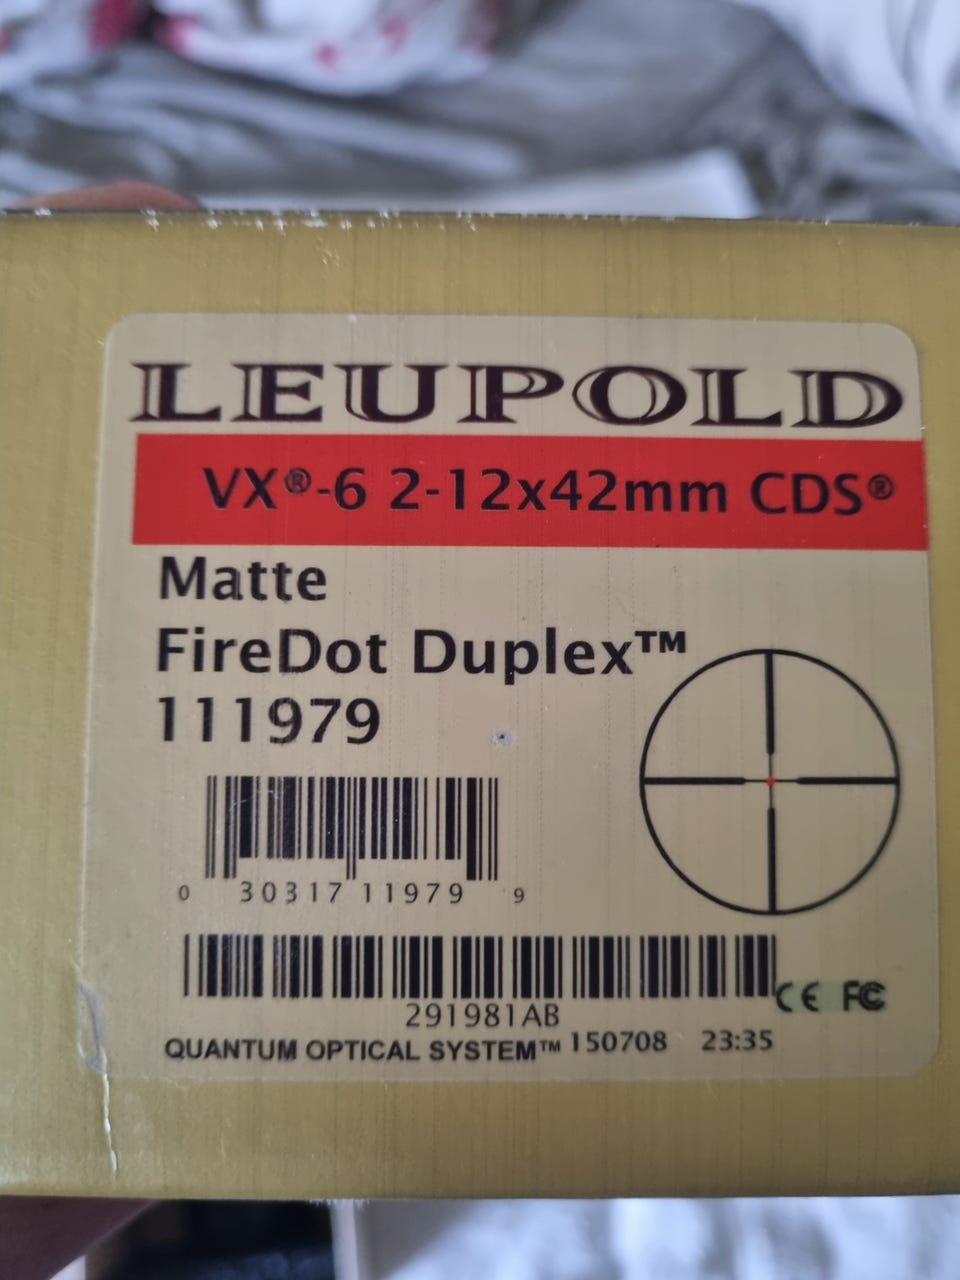 LEUPOLD
VX®-6 2-12x42mm CDS®
Matte
FireDot Duplex™
111979
0 30317 11979 9
291981AB
CE FC
QUANTUM OPTICAL SYSTEM™ 150708 23:35